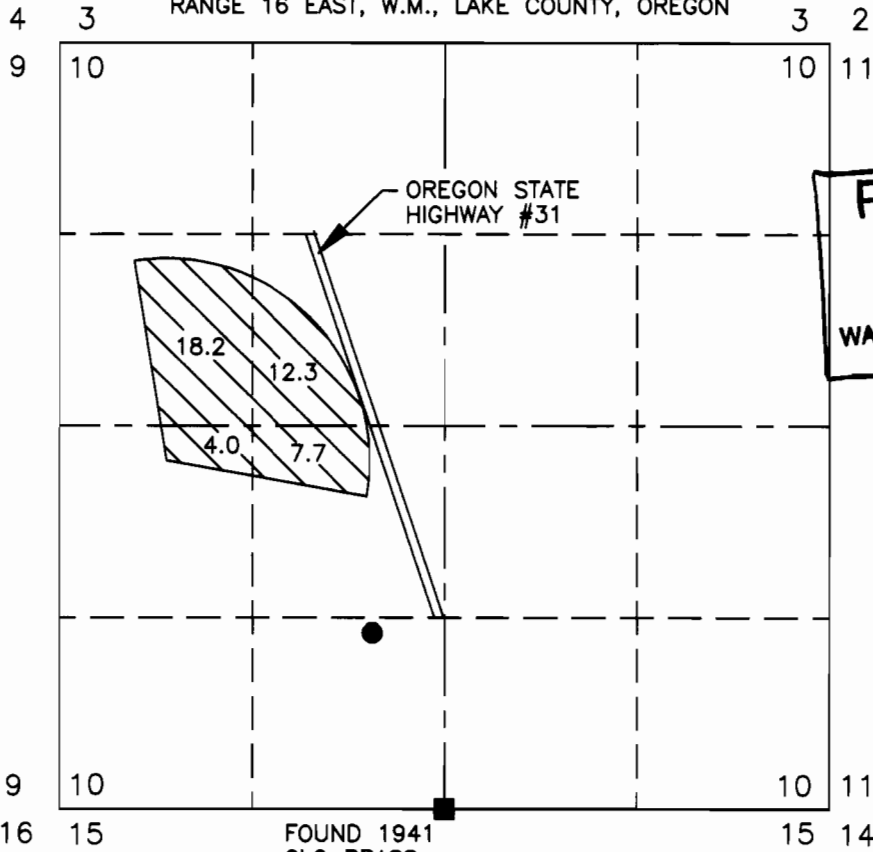 RANGE 16 EAST, W.M., LAKE COUNTY, OREGON
4 3 3 2
9 10 10 11
OREGON STATE
HIGHWAY #31
18.2
12.3
4.0
7.7
9 10 10 11
16 15 15 14
FOUND 1941